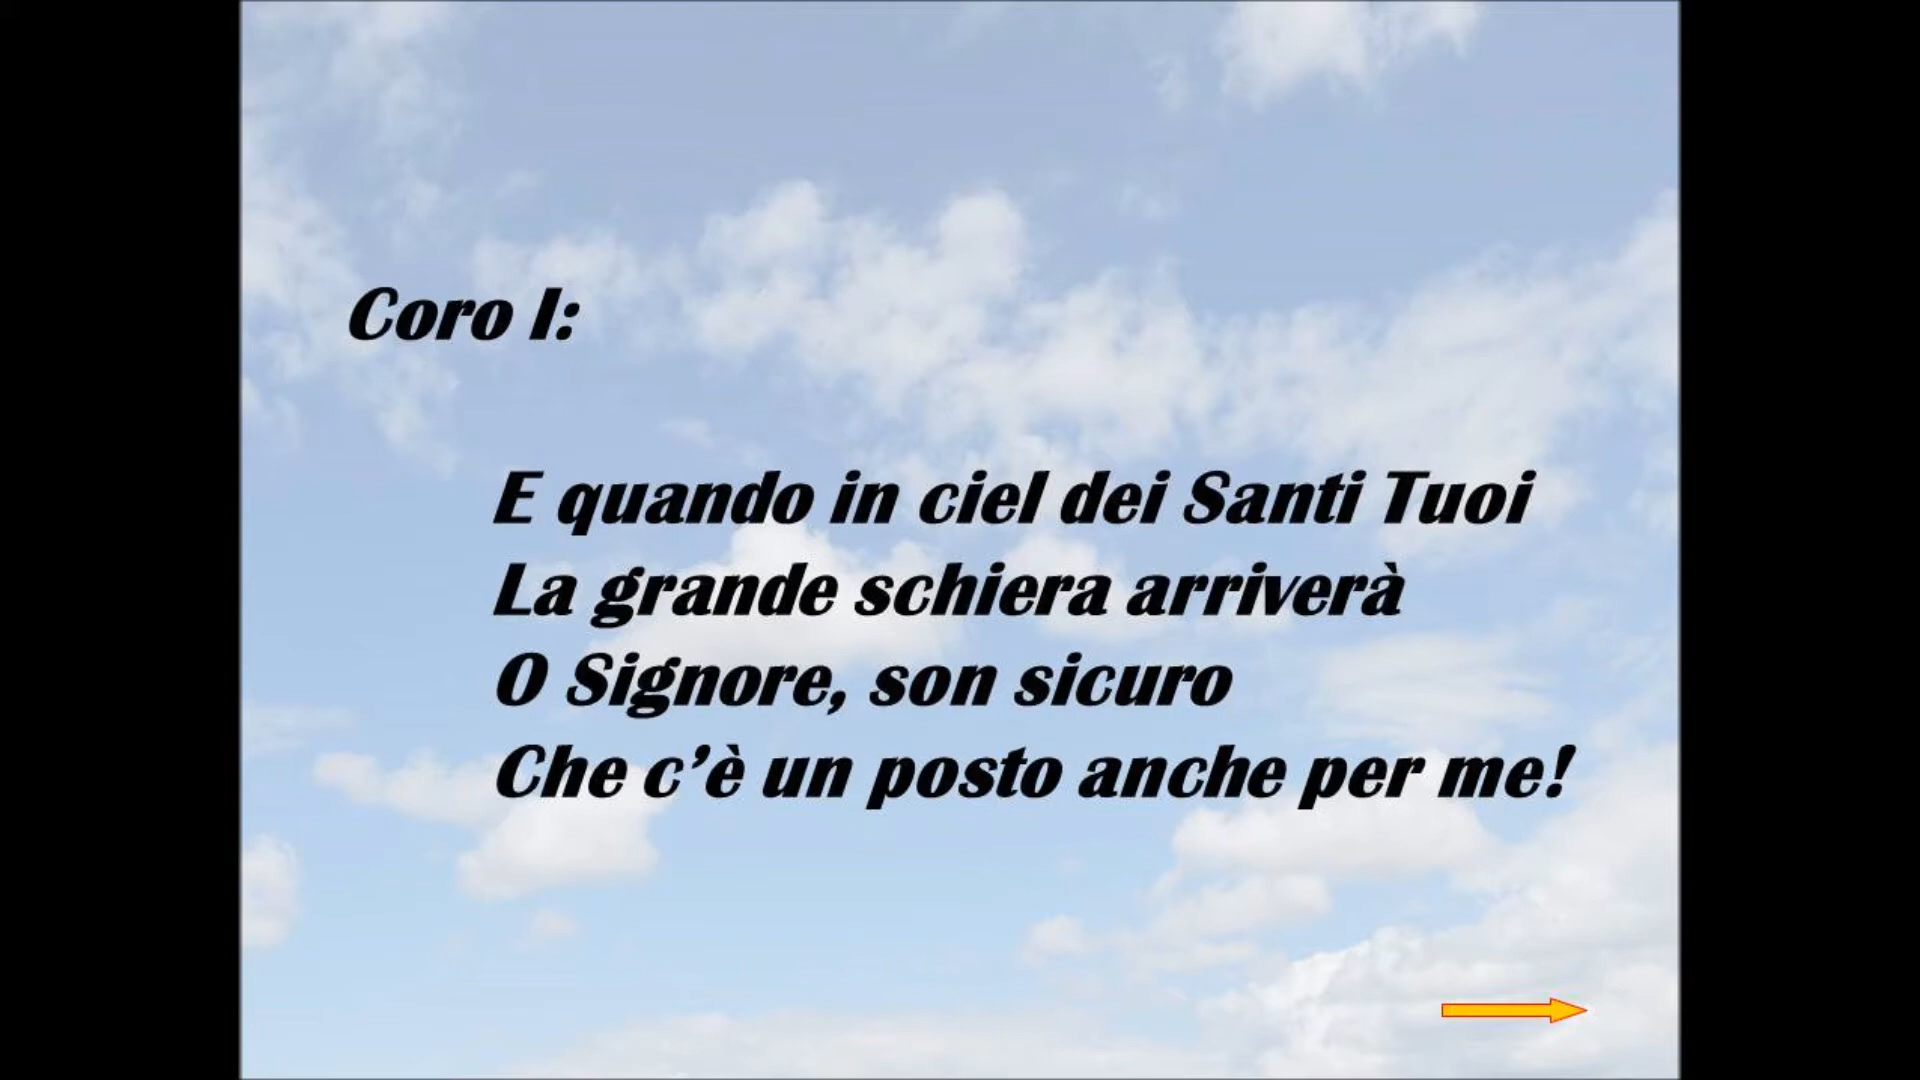 Coro I:
E quando in ciel dei Santi Tuoi
La grande schiera arriverà
O Signore, son sicuro
Che c’è un posto anche per me!